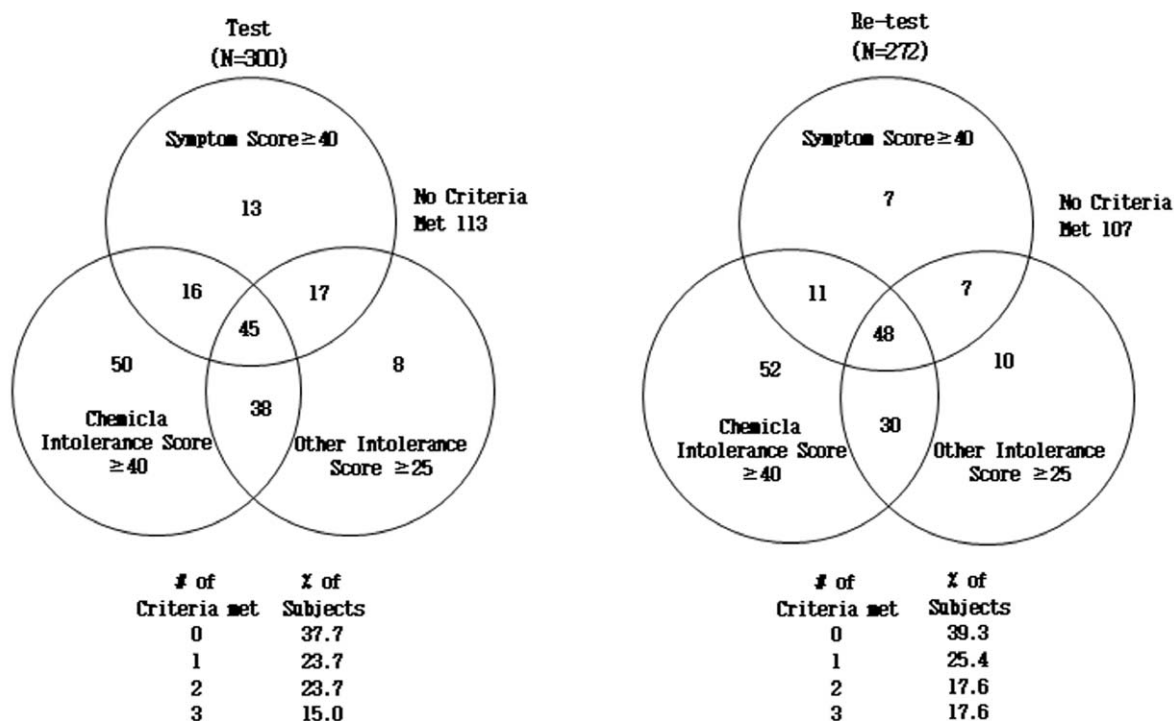 Test
(N=300)
Symptom Score≥40
13
No Criteria
Met 113
16
17
45
50
8
38
Chemicla
Intolerance Score
≥40
Other Intolerance
Score ≥25
# of
Criteria met
% of
Subjects
0 37.7
1 23.7
2 23.7
3 15.0
Re-test
(N=272)
Symptom Score≥40
7
No Criteria
Met 107
11
7
48
52
10
30
Chemicla
Intolerance Score
≥40
Other Intolerance
Score ≥25
# of
Criteria met
% of
Subjects
0 39.3
1 25.4
2 17.6
3 17.6